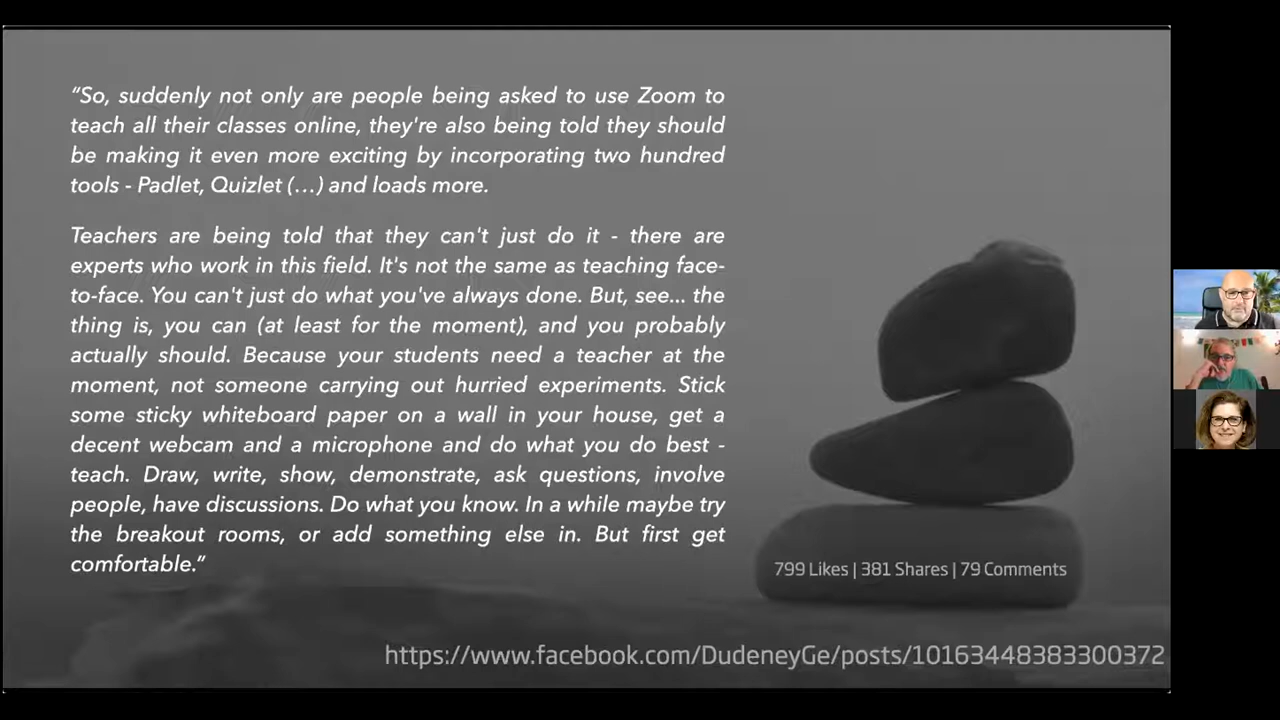 “So, suddenly not only are people being asked to use Zoom to
teach all their classes online, they're also being told they should
be making it even more exciting by incorporating two hundred
tools - Padlet, Quizlet (...) and loads more.
Teachers are being told that they can't just do it - there are
experts who work in this field. It's not the same as teaching face-
to-face. You can't just do what you've always done. But, see... the
thing is, you can (at least for the moment), and you probably
actually should. Because your students need a teacher at the
moment, not someone carrying out hurried experiments. Stick
some sticky whiteboard paper on a wall in your house, get a
decent webcam and a microphone and do what you do best -
teach. Draw, write, show, demonstrate, ask questions, involve
people, have discussions. Do what you know. In a while maybe try
the breakout rooms, or add something else in. But first get
comfortable.”
799 Likes | 381 Shares | 79 Comments
https://www.facebook.com/DudeneyGe/posts/10163448383300372